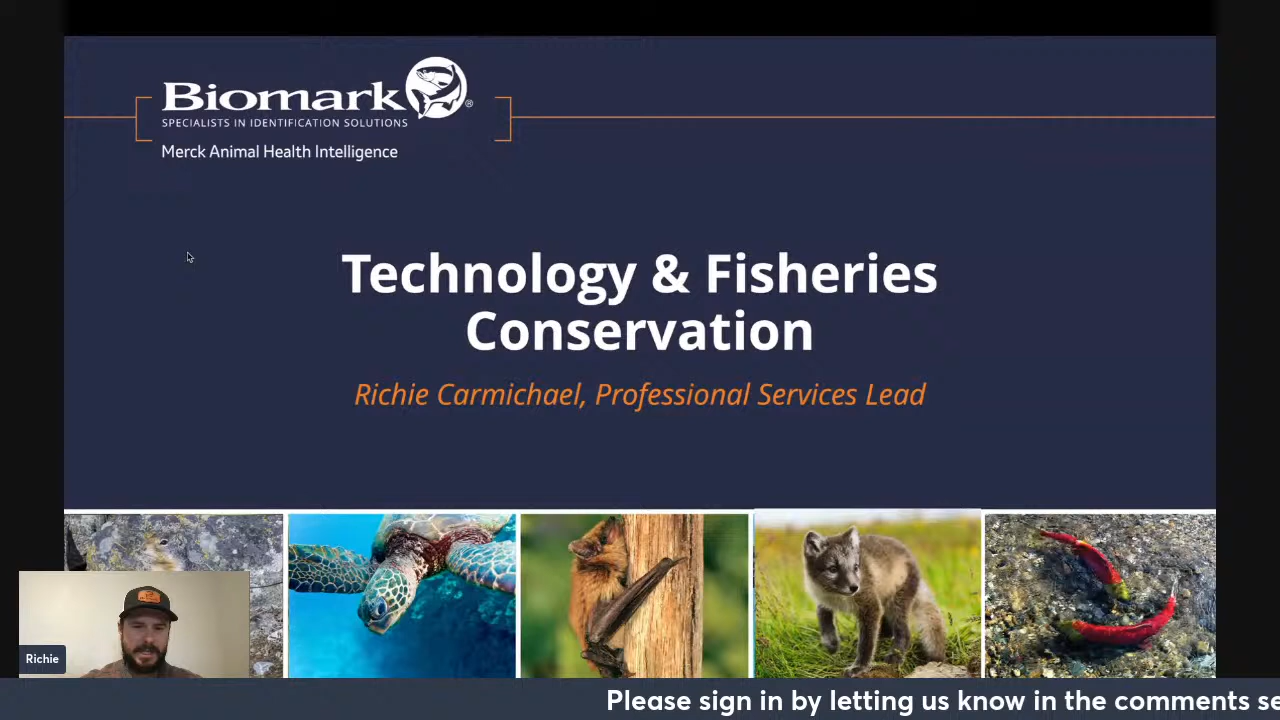 Biomark®
SPECIALISTS IN IDENTIFICATION SOLUTIONS
Merck Animal Health Intelligence
Technology & Fisheries
Conservation
Richie Carmichael, Professional Services Lead
Richie
Please sign in by letting us know in the comments se